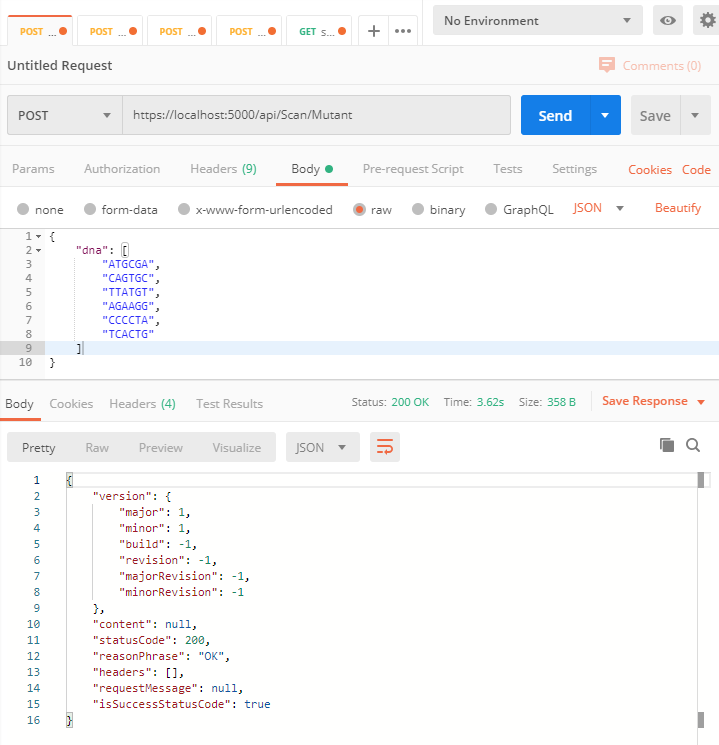 POST ... POST ... POST ... POST ... GET s... + ••• No Environment
Untitled Request Comments (0)
POST https://localhost:5000/api/Scan/Mutant Send Save
Params Authorization Headers (9) Body Pre-request Script Tests Settings Cookies Code
none form-data x-www-form-urlencoded raw binary GraphQL JSON Beautify
1 {
2 "dna": [
3 "ATGCGA",
4 "CAGTGC",
5 "TTATGT",
6 "AGAAGG",
7 "CCCCTA",
8 "TCACTG"
9 ]
10 }
Body Cookies Headers (4) Test Results Status: 200 OK Time: 3.62s Size: 358 B Save Response
Pretty Raw Preview Visualize JSON
1 {
2 "version": {
3 "major": 1,
4 "minor": 1,
5 "build": -1,
6 "revision": -1,
7 "majorRevision": -1,
8 "minorRevision": -1
9 },
10 "content": null,
11 "statusCode": 200,
12 "reasonPhrase": "OK",
13 "headers": [],
14 "requestMessage": null,
15 "isSuccessStatusCode": true
16 }